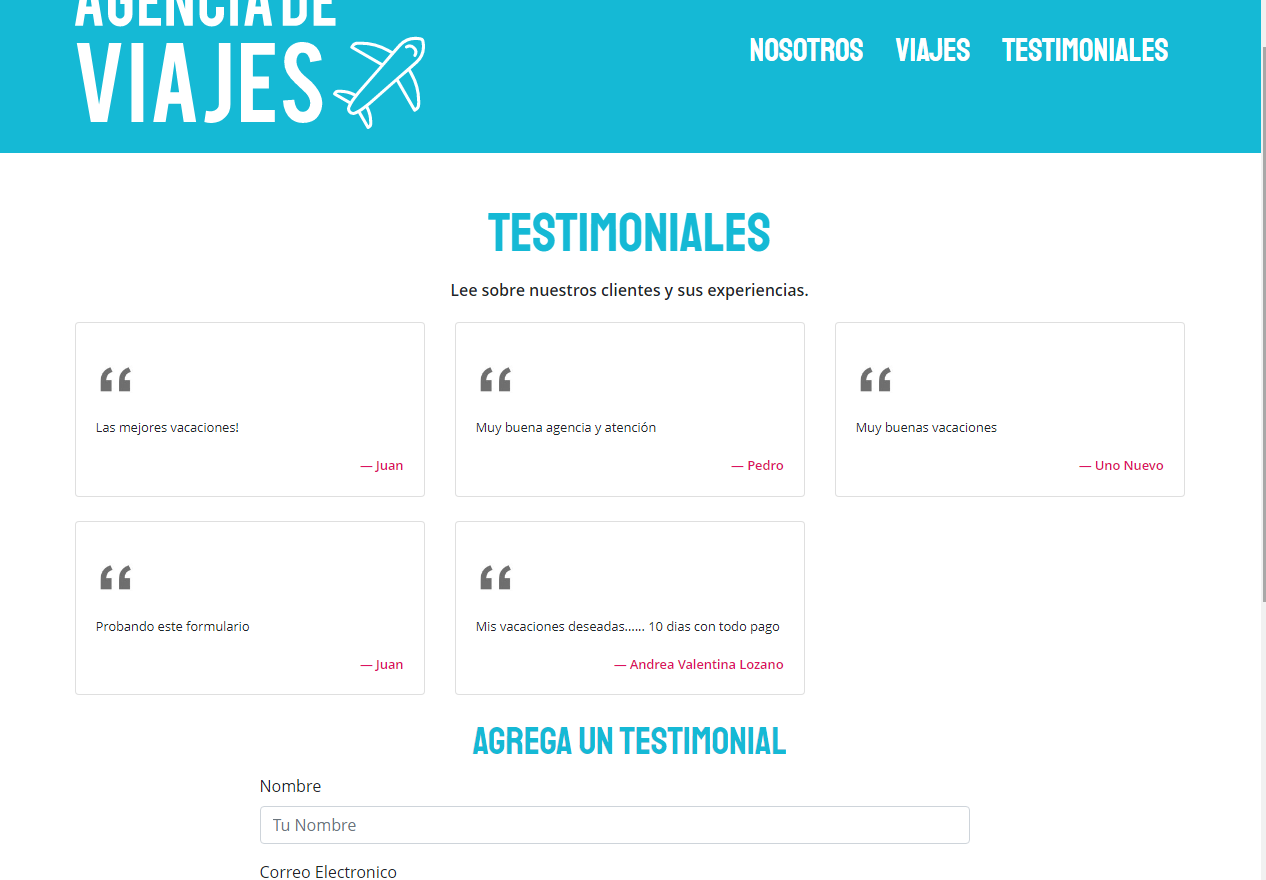 AGENCIA DE
VIAJES
NOSOTROS VIAJES TESTIMONIALES
TESTIMONIALES
Lee sobre nuestros clientes y sus experiencias.
Las mejores vacaciones!
— Juan
Muy buena agencia y atención
— Pedro
Muy buenas vacaciones
— Uno Nuevo
Probando este formulario
— Juan
Mis vacaciones deseadas...... 10 dias con todo pago
— Andrea Valentina Lozano
AGREGA UN TESTIMONIAL
Nombre
Tu Nombre
Correo Electronico